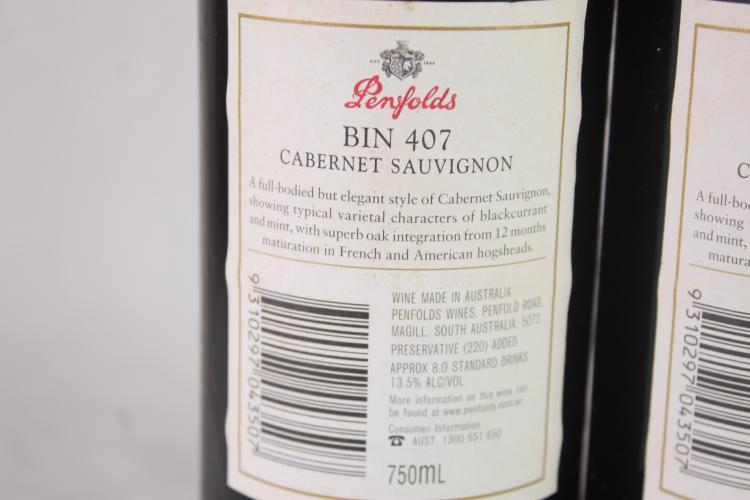 EST 1844
Penfolds
BIN 407
CABERNET SAUVIGNON
A full-bodied but elegant style of Cabernet Sauvignon,
showing typical varietal characters of blackcurrant
and mint, with superb oak integration from 12 months
maturation in French and American hogsheads.
9 310297 043507
WINE MADE IN AUSTRALIA
PENFOLDS WINES, PENFOLD ROAD,
MAGILL, SOUTH AUSTRALIA, 5072.
PRESERVATIVE (220) ADDED
APPROX 8.0 STANDARD DRINKS
13.5% ALC/VOL
More information on this wine can
be found at www.penfolds.com.au
Consumer Information
☎ AUST. 1300 651 650
750mL
C
A full-bo
showing
and mint,
matura
9 310297 043507